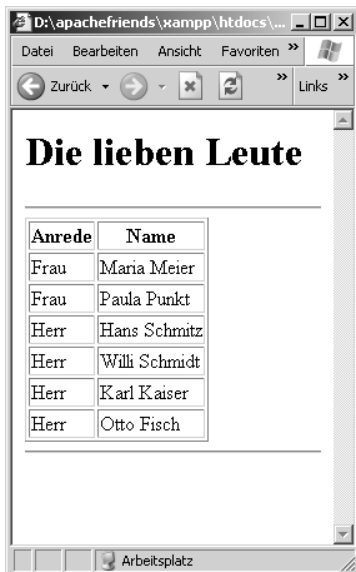 D:\apachefriends\xampp\htdocs\...
Datei Bearbeiten Ansicht Favoriten »
Zurück » Links »
Die lieben Leute
Anrede Name
Frau Maria Meier
Frau Paula Punkt
Herr Hans Schmitz
Herr Willi Schmidt
Herr Karl Kaiser
Herr Otto Fisch
Arbeitsplatz